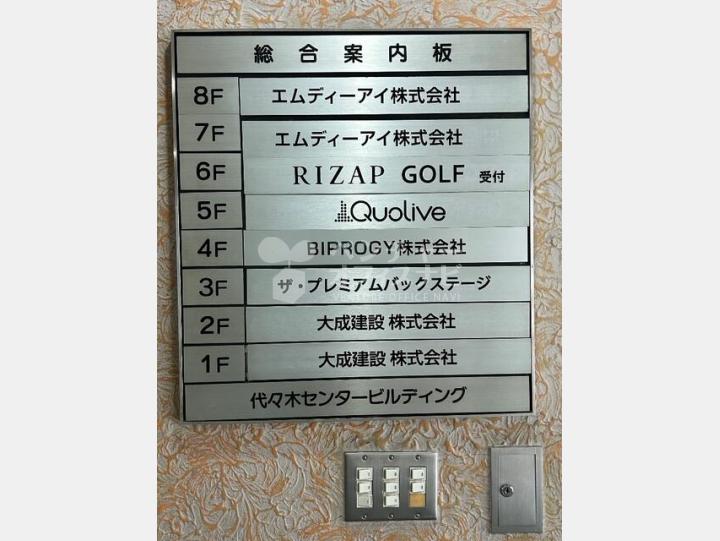 総合案内板
8F エムディーアイ株式会社
7F エムディーアイ株式会社
6F RIZAP GOLF 受付
5F Quolive
4F BIPROGY株式会社
3F ザ・プレミアムバックステージ
2F 大成建設 株式会社
1F 大成建設 株式会社
代々木センタービルディング
VENTURE OFFICE NAVI